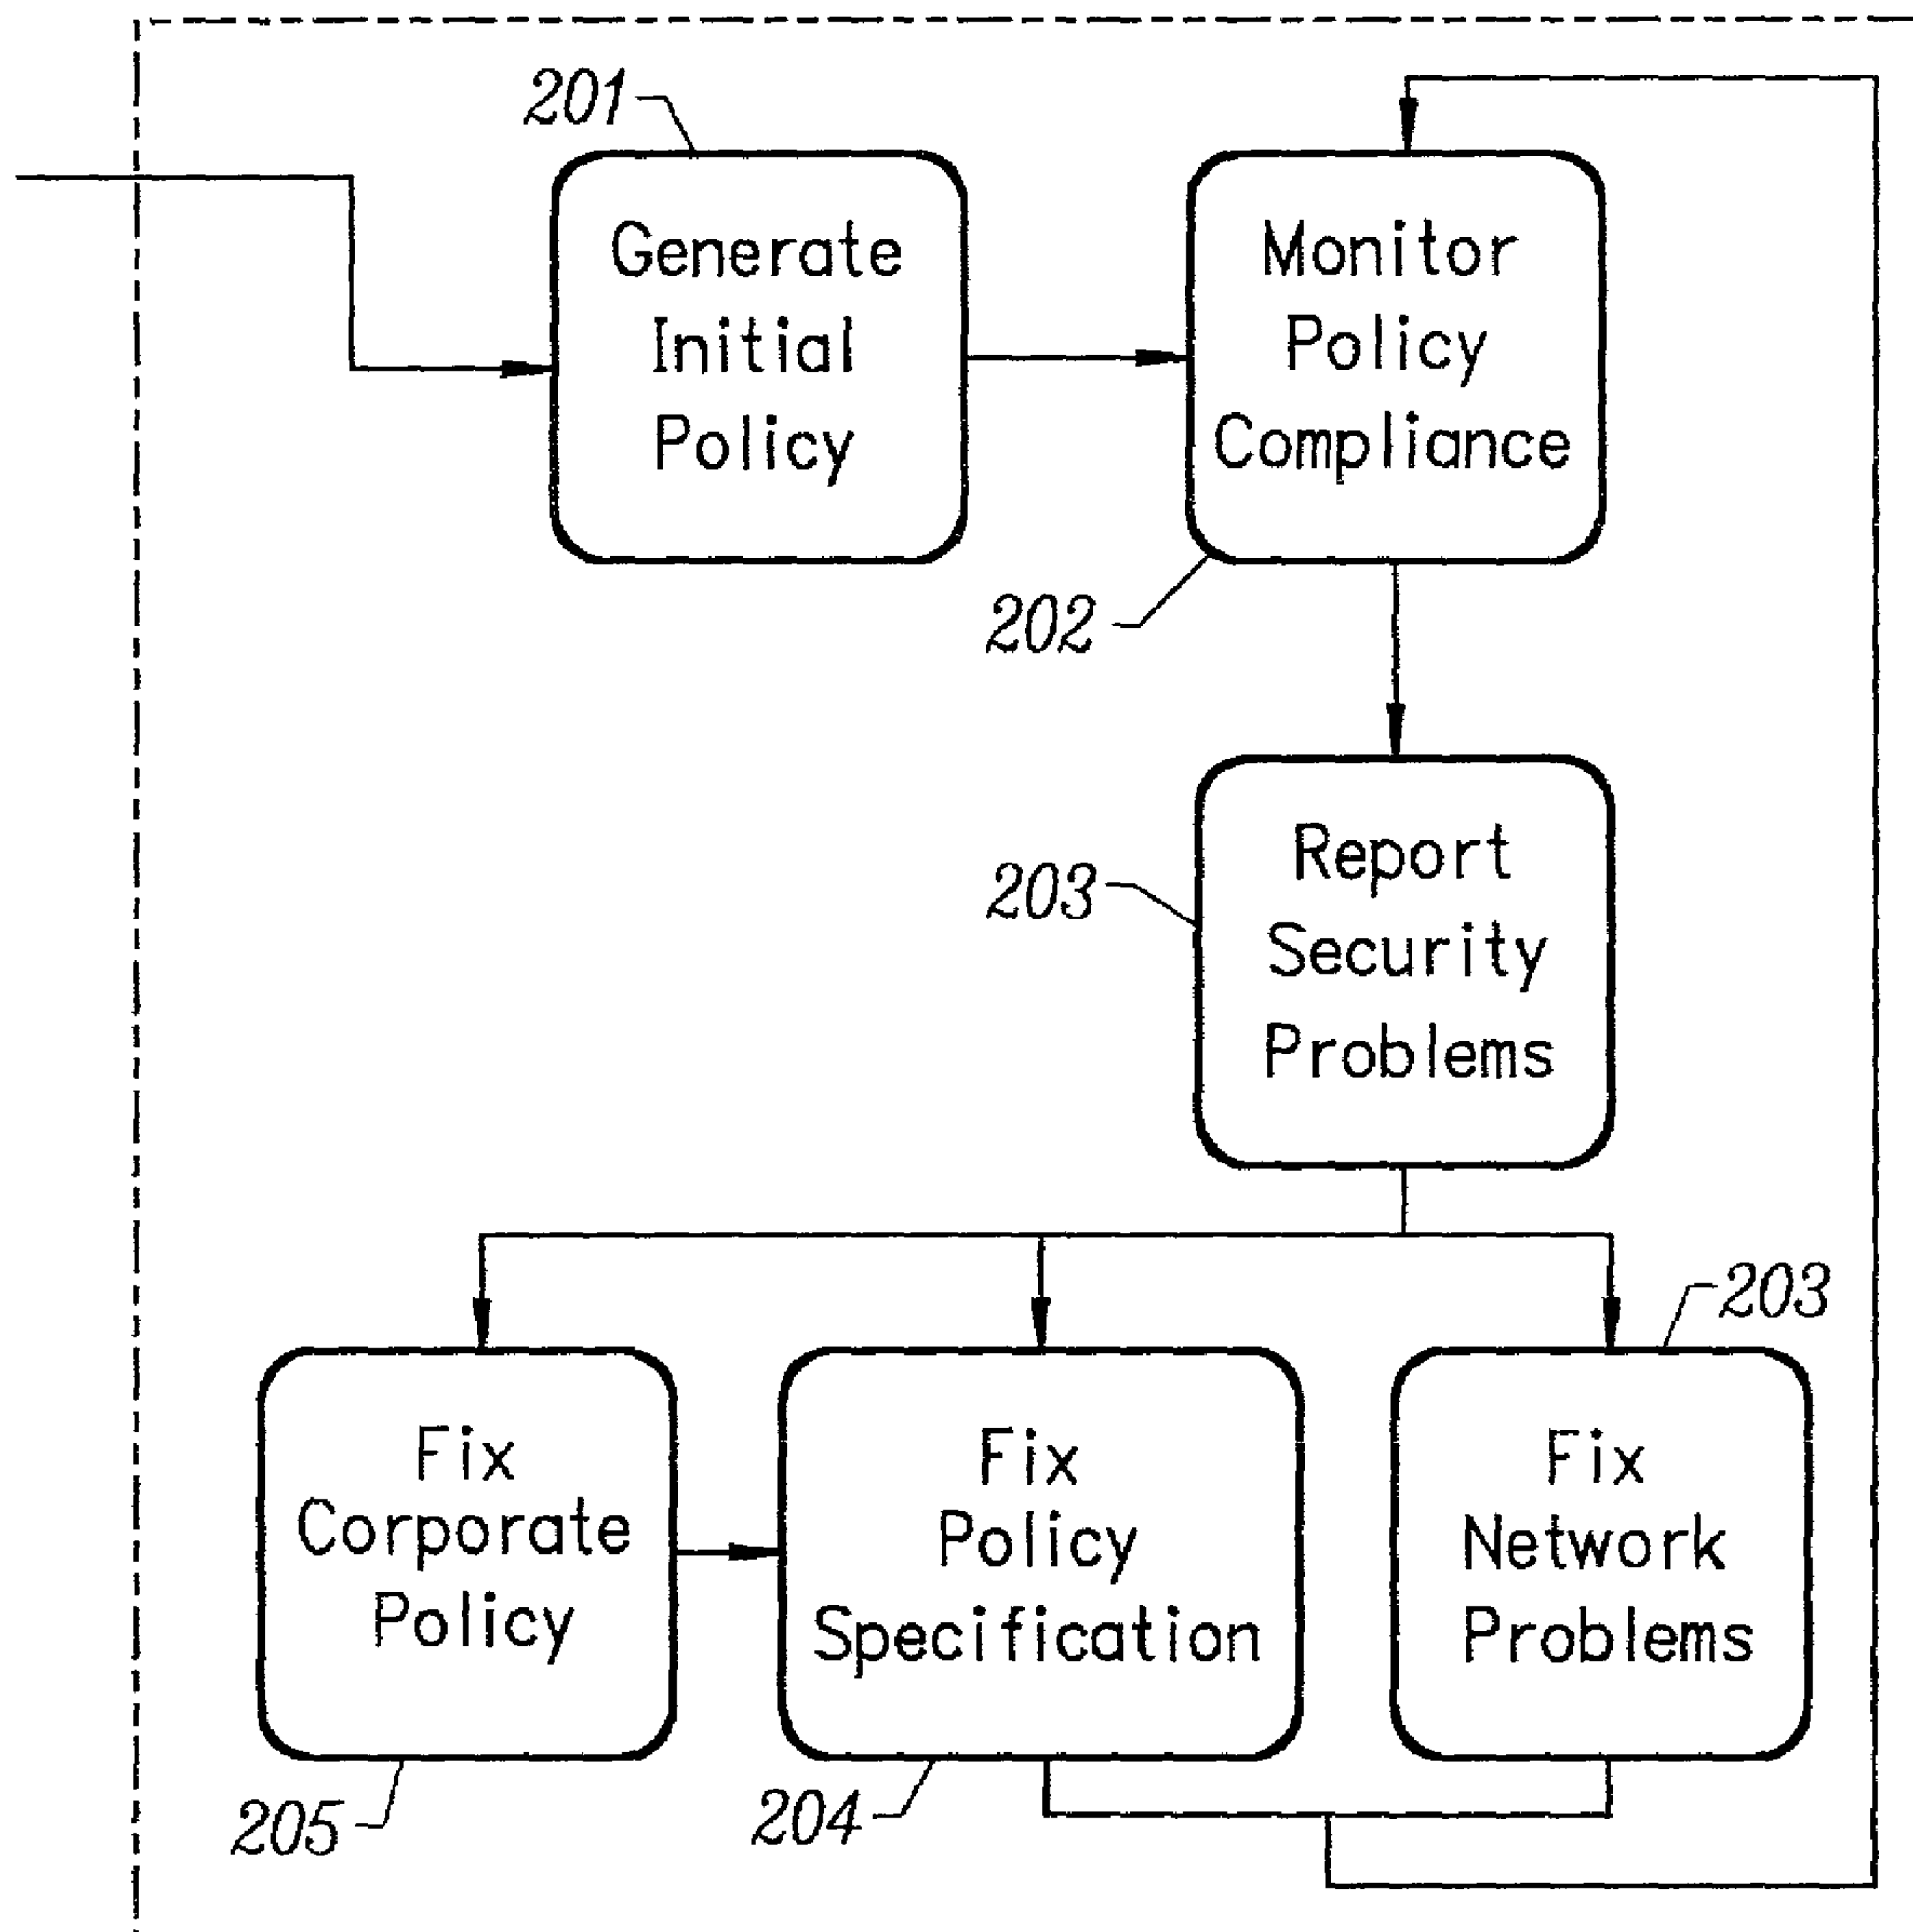 201
Generate
Initial
Policy
Monitor
Policy
Compliance
202
203
Report
Security
Problems
203
Fix
Corporate
Policy
Fix
Policy
Specification
Fix
Network
Problems
205
204